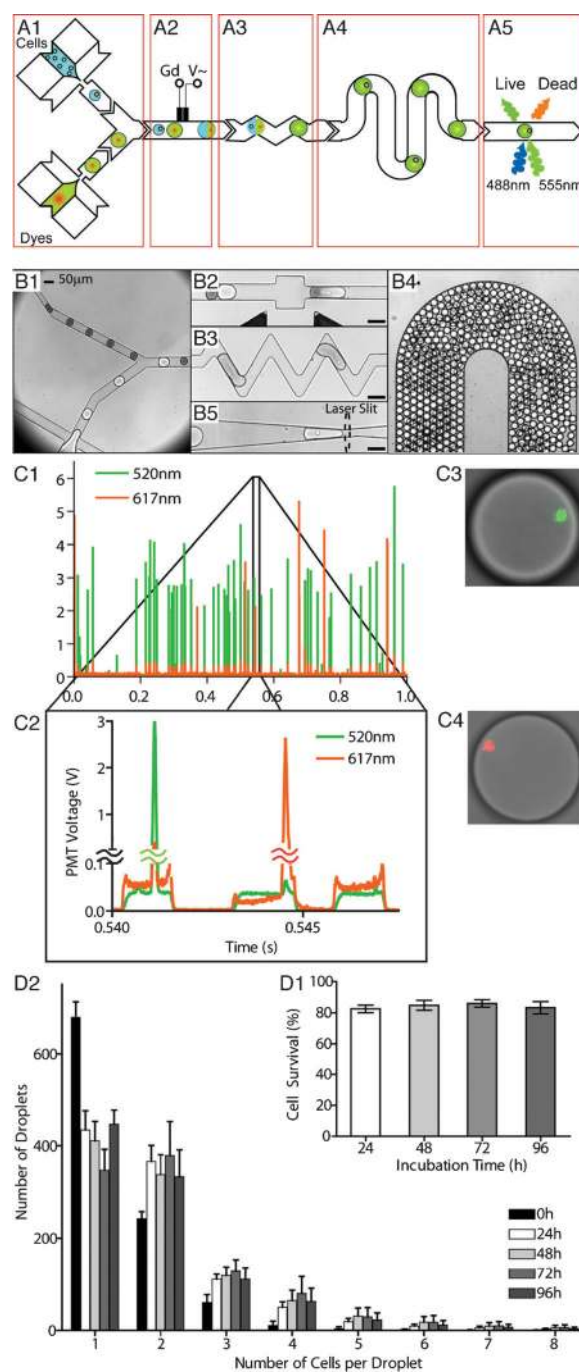 A1 A2 A3 A4 A5
Cells
Gd V~
Live Dead
488nm 555nm
Dyes
B1 50μm B2 B4
B3
B5
Laser Slit
C1 520nm
617nm
C3
6
5
4
3
2
1
0
0.0 0.2 0.4 0.6 0.8 1.0
C2 520nm
617nm
C4
PMT Voltage (V)
3
2
1
0.1
0.0
0.540 0.545
Time (s)
D2 D1
Number of Droplets
600
400
200
0
Cell Survival (%)
100
80
60
40
20
0
24 48 72 96
Incubation Time (h)
0h
24h
48h
72h
96h
1 2 3 4 5 6 7 8
Number of Cells per Droplet